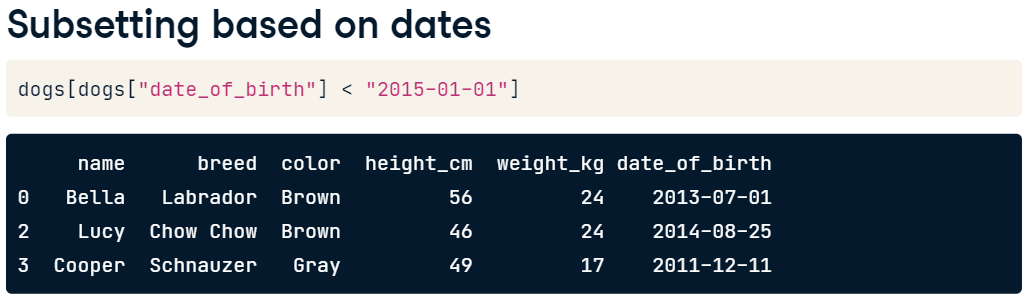 Subsetting based on dates
dogs[dogs["date_of_birth"] < "2015-01-01"]
name breed color height_cm weight_kg date_of_birth
0 Bella Labrador Brown 56 24 2013-07-01
2 Lucy Chow Chow Brown 46 24 2014-08-25
3 Cooper Schnauzer Gray 49 17 2011-12-11